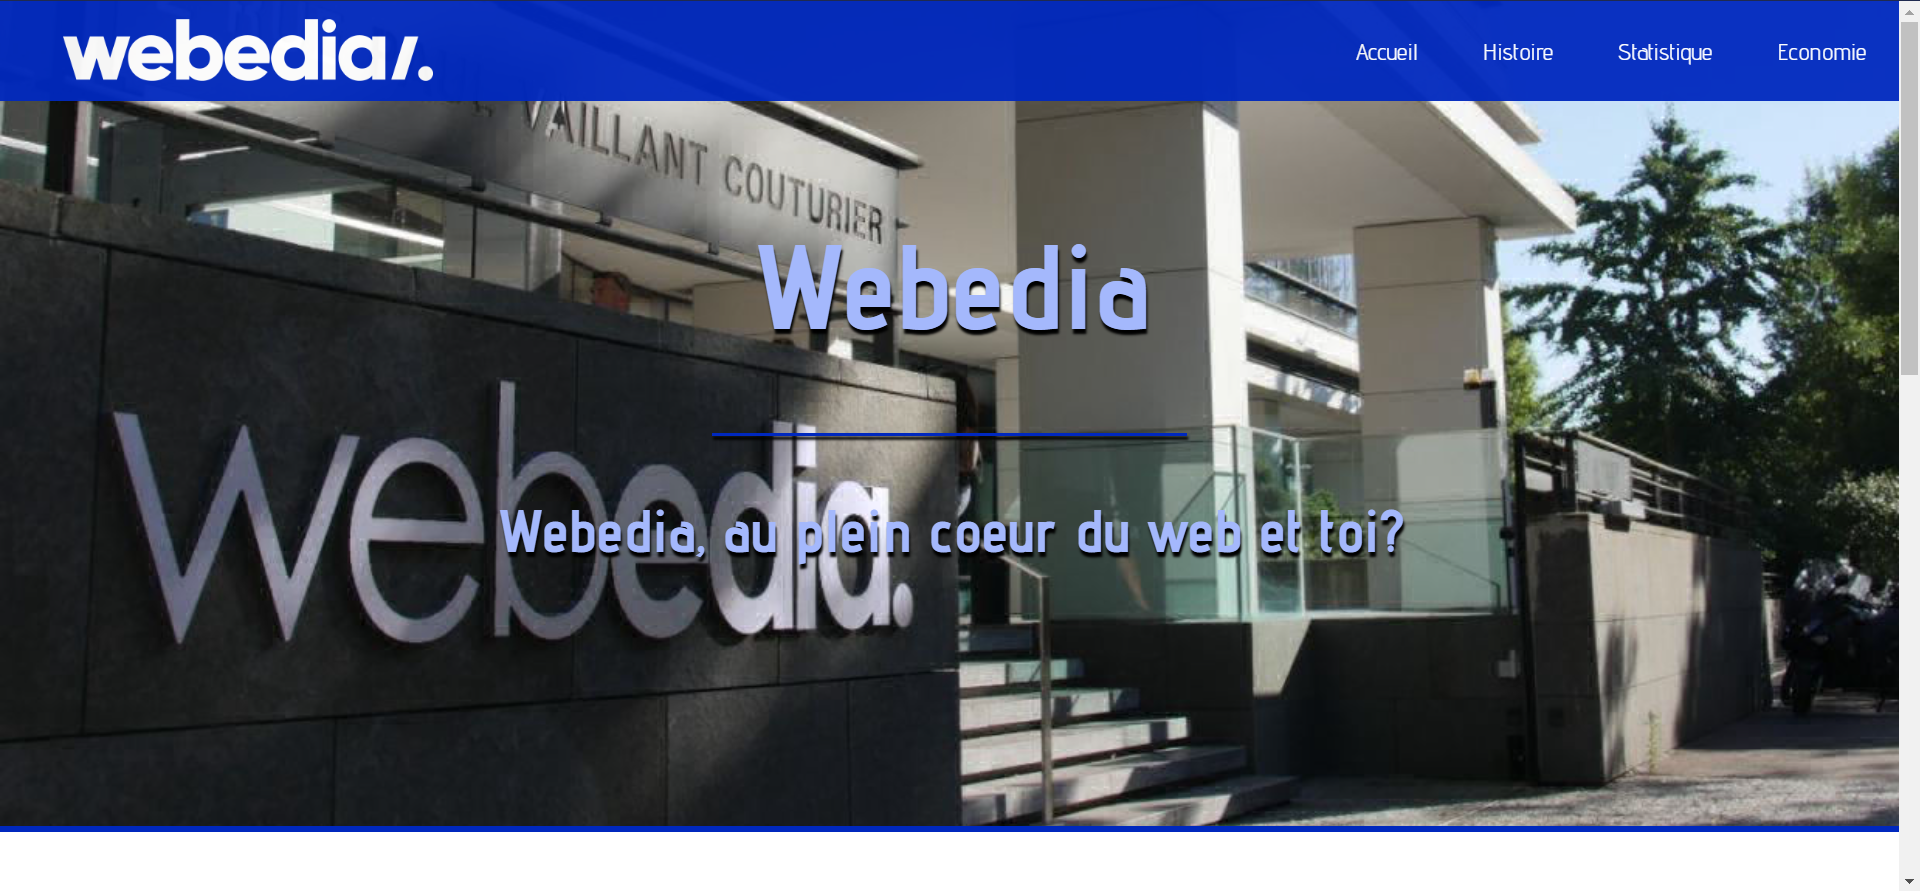 webedia/.
Accueil Histoire Statistique Economie
VAILLANT COUTURIER
Webedia
webedia.
Webedia, au plein coeur du web et toi?